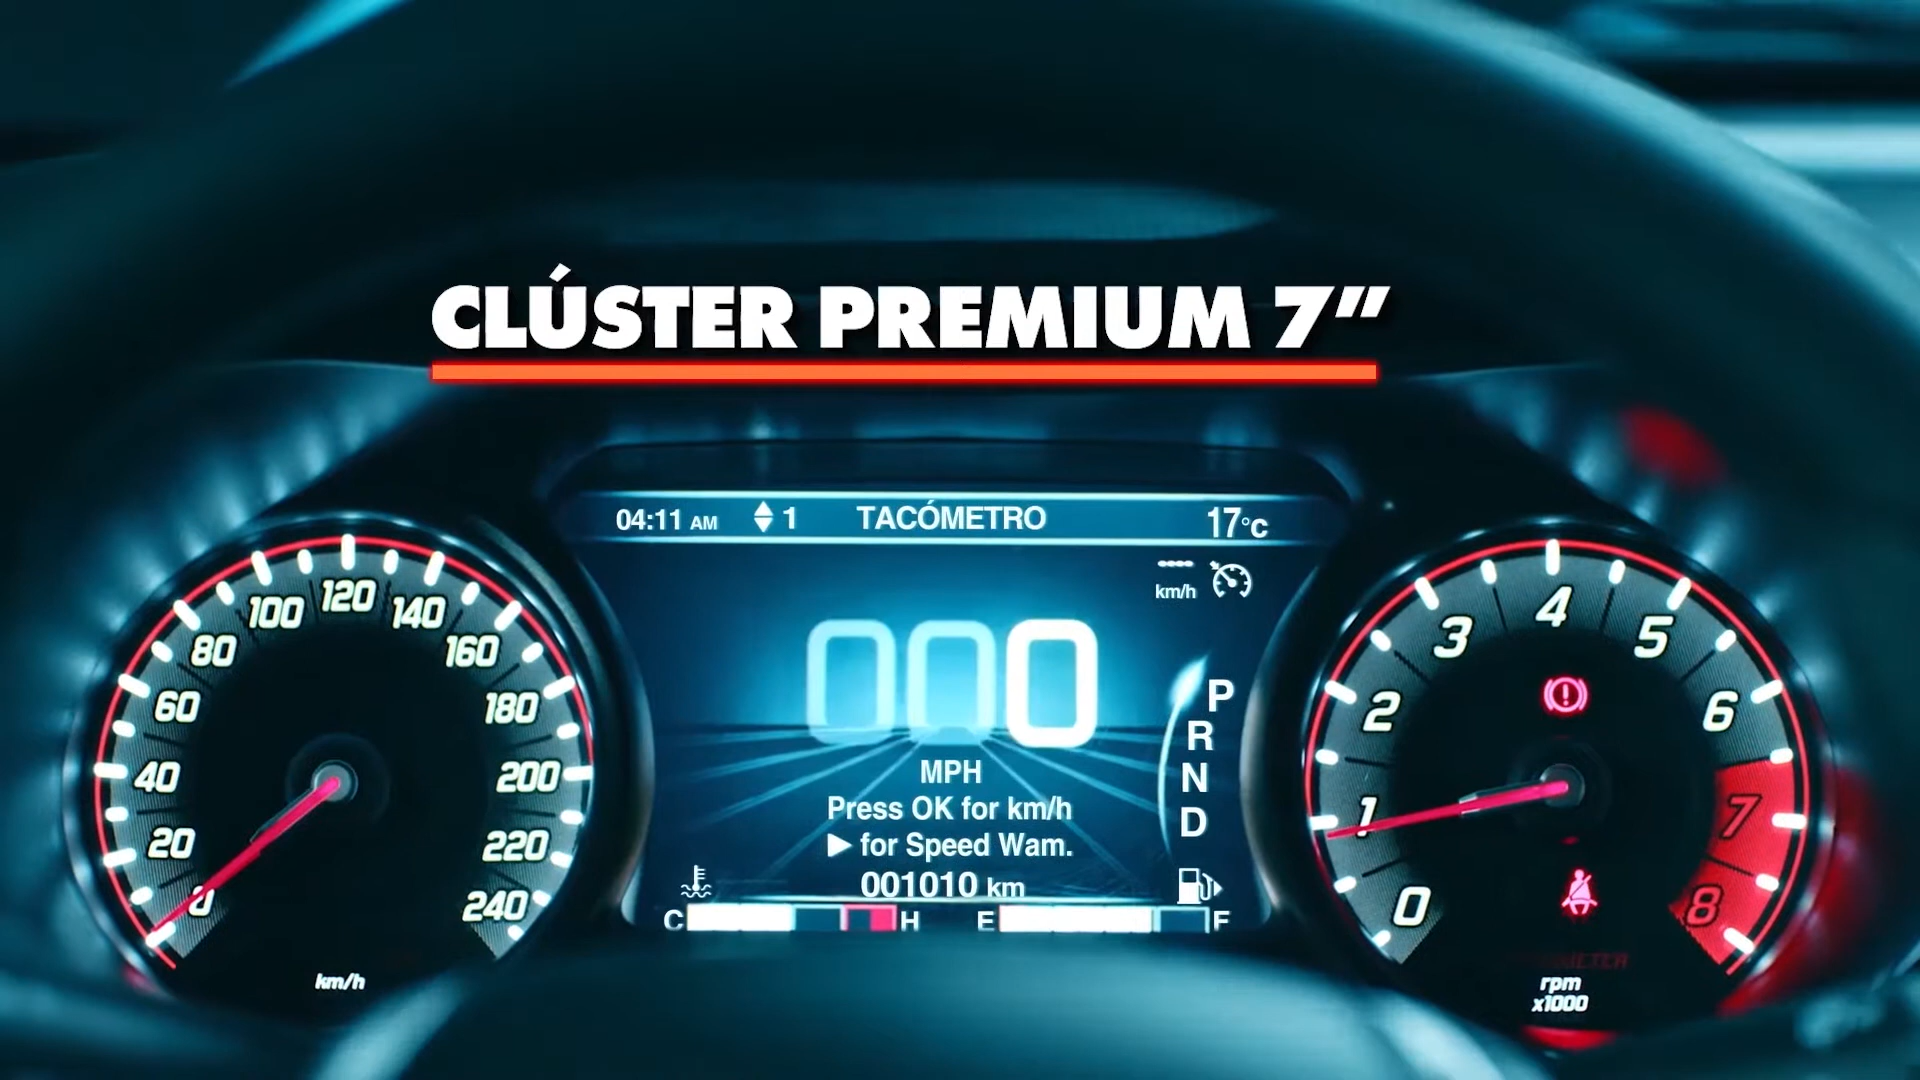 CLÚSTER PREMIUM 7”
04:11 AM 1 TACÓMETRO 17°C
---- km/h
000
MPH
Press OK for km/h
▶ for Speed Wam.
001010 km
P
R
N
D
C H E F
0 20 40 60 80 100 120 140 160 180 200 220 240
km/h
0 1 2 3 4 5 6 7 8
rpm
x1000